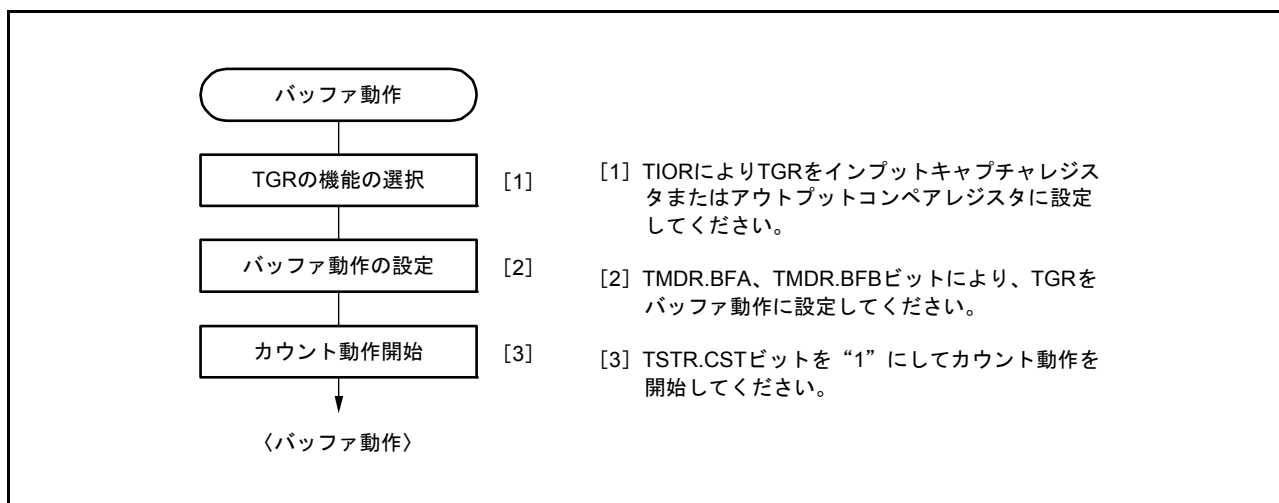 バッファ動作
TGRの機能の選択
[1]
バッファ動作の設定
[2]
カウント動作開始
[3]
〈バッファ動作〉
[1] TIORによりTGRをインプットキャプチャレジス
タまたはアウトプットコンペアレジスタに設定
してください。
[2] TMDR.BFA、TMDR.BFBビットにより、TGRを
バッファ動作に設定してください。
[3] TSTR.CSTビットを“1”にしてカウント動作を
開始してください。